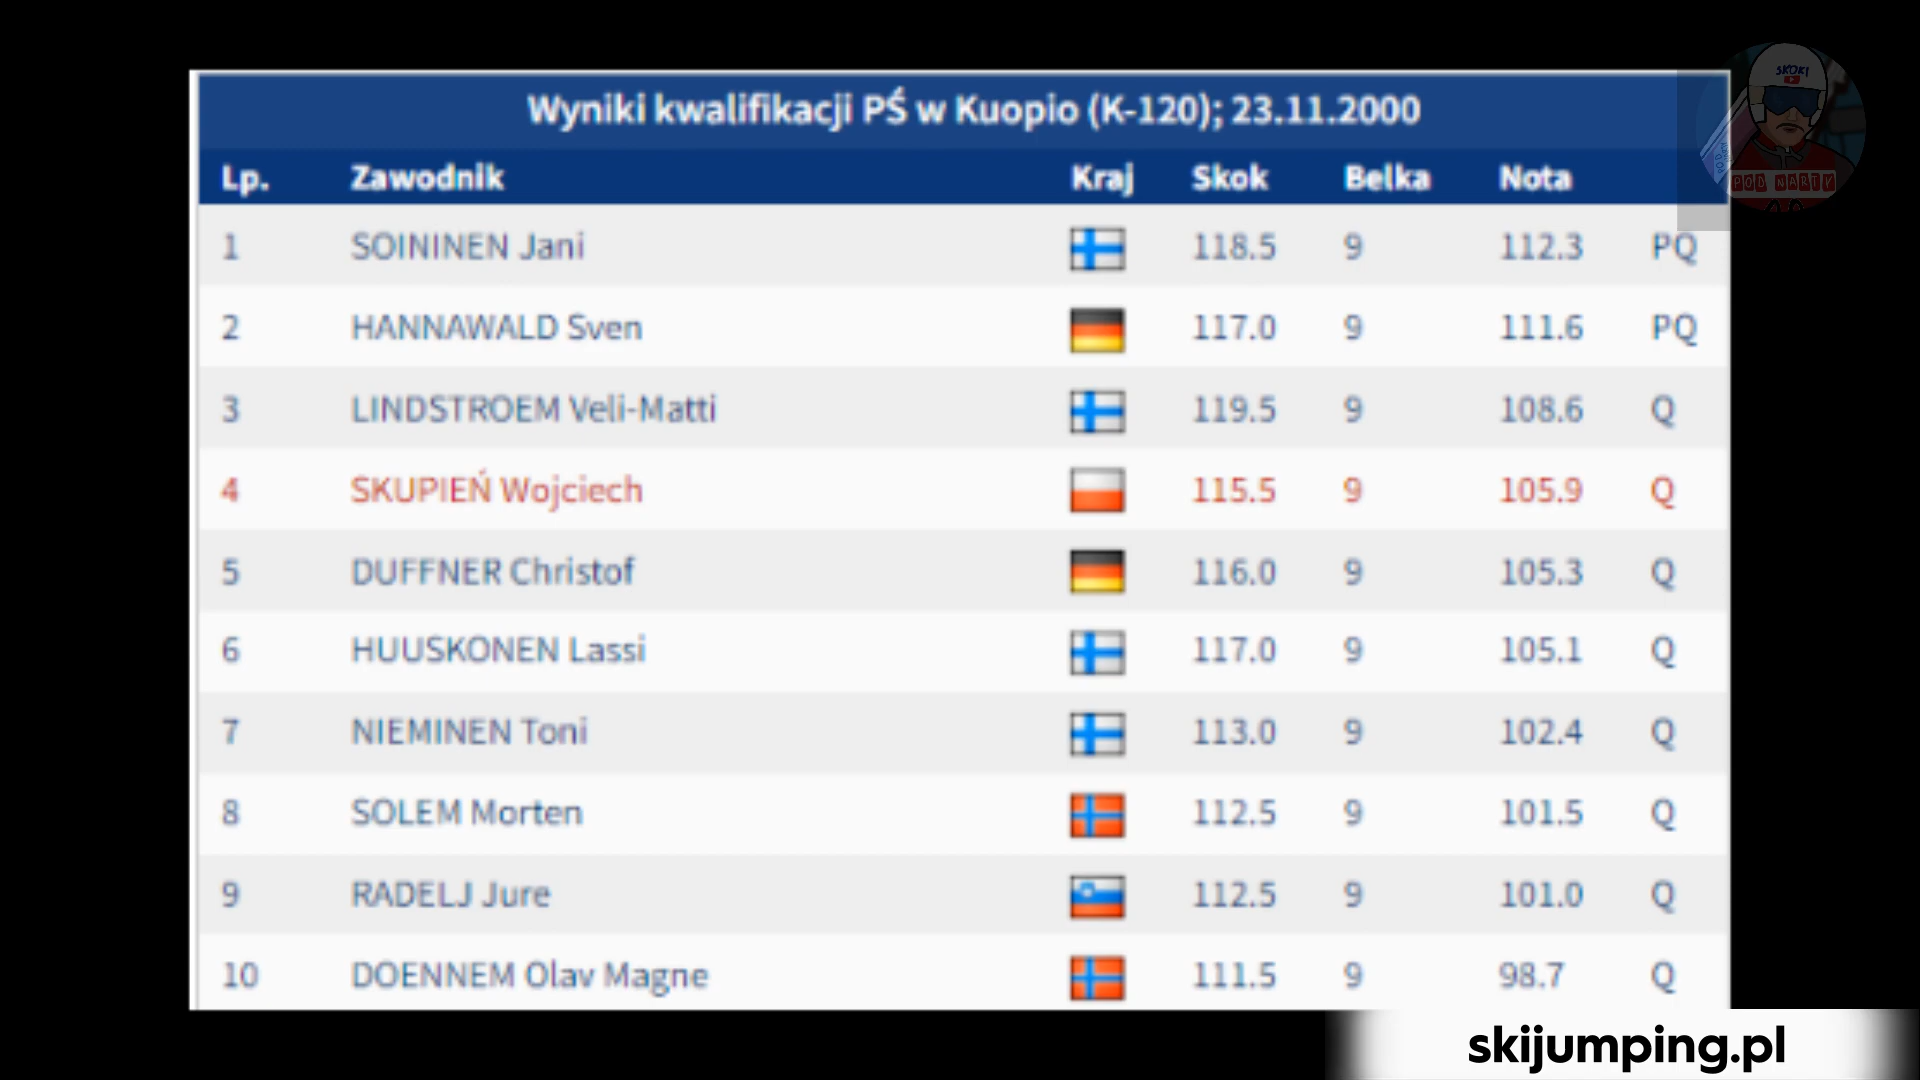 Wyniki kwalifikacji PŚ w Kuopio (K-120); 23.11.2000
Lp. Zawodnik Kraj Skok Belka Nota
1 SOININEN Jani 118.5 9 112.3 PQ
2 HANNAWALD Sven 117.0 9 111.6 PQ
3 LINDSTROEM Veli-Matti 119.5 9 108.6 Q
4 SKUPIEŃ Wojciech 115.5 9 105.9 Q
5 DUFFNER Christof 116.0 9 105.3 Q
6 HUUSKONEN Lassi 117.0 9 105.1 Q
7 NIEMINEN Toni 113.0 9 102.4 Q
8 SOLEM Morten 112.5 9 101.5 Q
9 RADELJ Jure 112.5 9 101.0 Q
10 DOENNEM Olav Magne 111.5 9 98.7 Q
SKOKI
POD NARTY
skijumping.pl